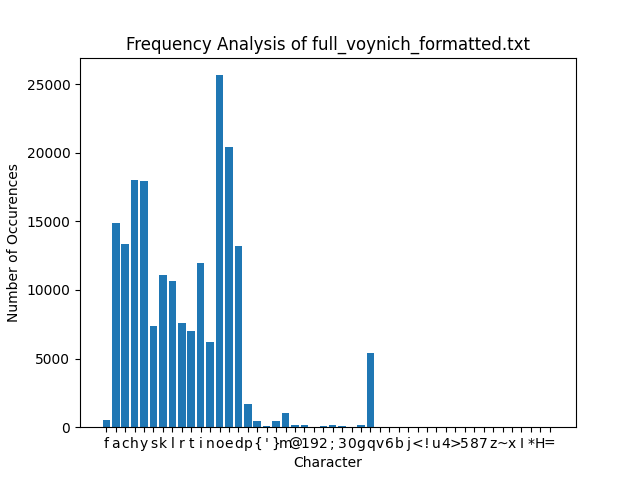 Frequency Analysis of full_voynich_formatted.txt
25000
20000
15000
10000
5000
0
Number of Occurences
f a c h y s k l r t i n o e d p { ' } m @ 1 9 2 ; 3 0 g q v 6 b j < ! u 4 > 5 8 7 z ~ x I * H =
Character